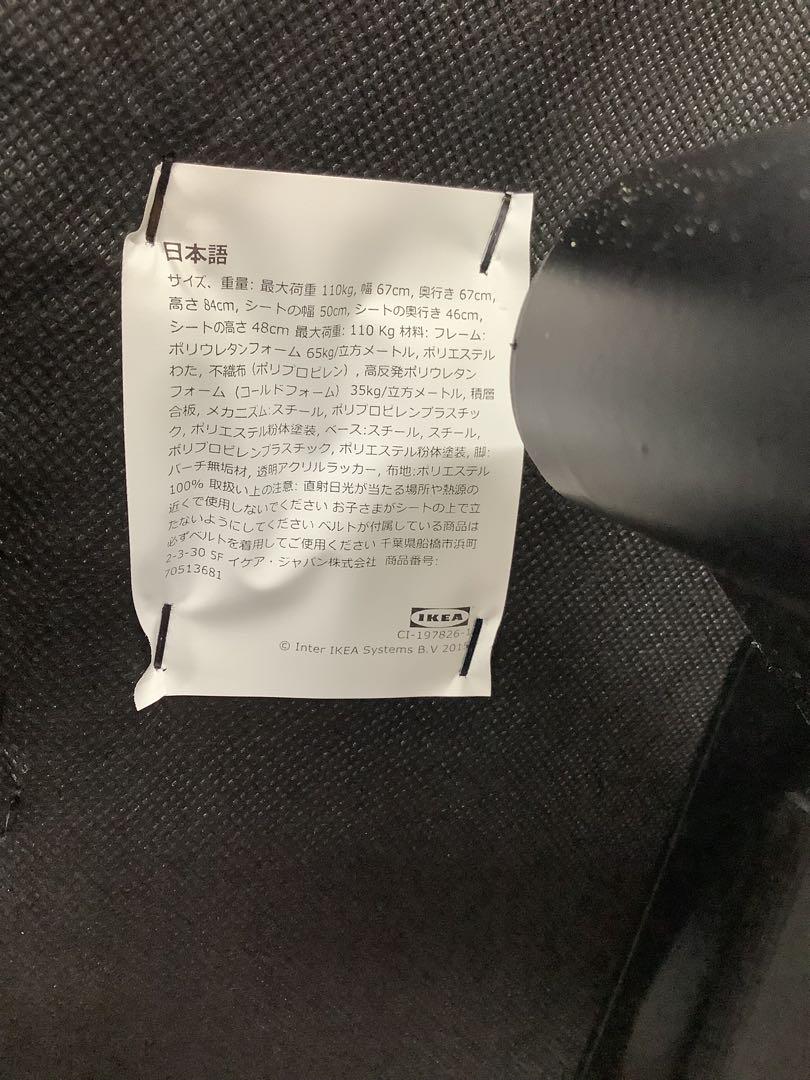 日本語
サイズ、重量: 最大荷重 110kg, 幅 67cm, 奥行き 67cm,
高さ 84cm, シートの幅 50cm, シートの奥行き 46cm,
シートの高さ 48cm 最大荷重: 110 Kg 材料: フレーム:
ポリウレタンフォーム 65kg/立方メートル, ポリエステル
わた, 不織布 (ポリプロピレン) , 高反発ポリウレタン
フォーム (コールドフォーム) 35kg/立方メートル, 積層
合板, メカニズム:スチール, ポリプロピレンプラスチッ
ク, ポリエステル粉体塗装, ベース:スチール, スチール,
ポリプロピレンプラスチック, ポリエステル粉体塗装, 脚:
バーチ無垢材, 透明アクリルラッカー, 布地:ポリエステル
100% 取扱い上の注意: 直射日光が当たる場所や熱源の
近くで使用しないでください お子さまがシートの上で立
たないようにしてください ベルトが付属している商品は
必ずベルトを着用してご使用ください 千葉県船橋市浜町
2-3-30 5F イケア・ジャパン株式会社 商品番号:
70513681
IKEA
CI-197826-
© Inter IKEA Systems B.V